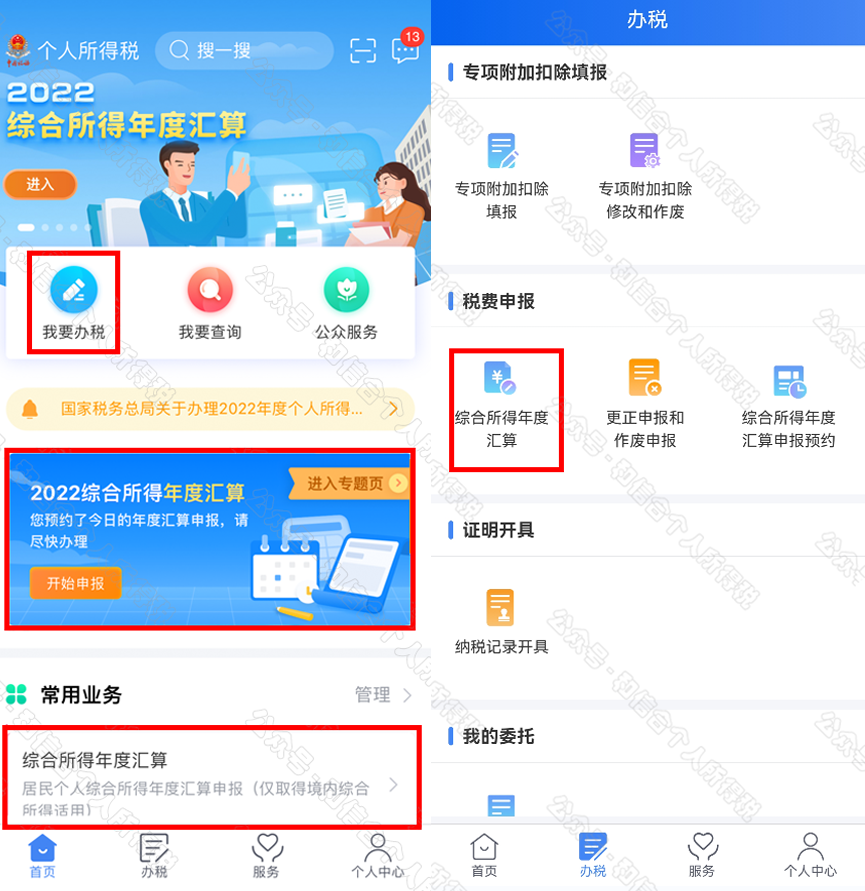 个人所得税
搜一搜
13
2022
综合所得年度汇算
进入
我要办税
我要查询
公众服务
国家税务总局关于办理2022年度个人所得...
2022综合所得年度汇算
进入专题页
您预约了今日的年度汇算申报，请
尽快办理
开始申报
常用业务
管理
综合所得年度汇算
居民个人综合所得年度汇算申报（仅取得境内综合
所得适用）
首页
办税
服务
个人中心
办税
专项附加扣除填报
专项附加扣除
填报
专项附加扣除
修改和作废
税费申报
综合所得年度
汇算
更正申报和
作废申报
综合所得年度
汇算申报预约
证明开具
纳税记录开具
我的委托
首页
办税
服务
个人中心